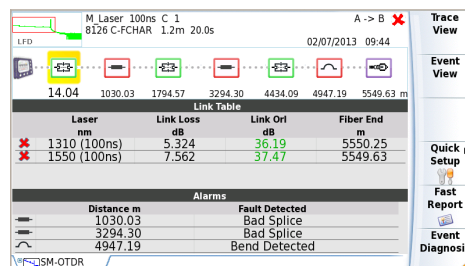 M_Laser 100ns C 1
A -> B
8126 C-FCHAR 1.2m 20.0s
LFD
02/07/2013 09:44
14.04 1030.03 1794.57 3294.30 4434.09 4947.19 5549.63 m
Link Table
Laser Link Loss Link Orl Fiber End
nm dB dB m
1310 (100ns) 5.324 36.19 5550.25
1550 (100ns) 7.562 37.47 5549.63
Alarms
Distance m Fault Detected
1030.03 Bad Splice
3294.30 Bad Splice
4947.19 Bend Detected
SM-OTDR
Trace
View
Event
View
Quick
Setup
Fast
Report
Event
Diagnosi